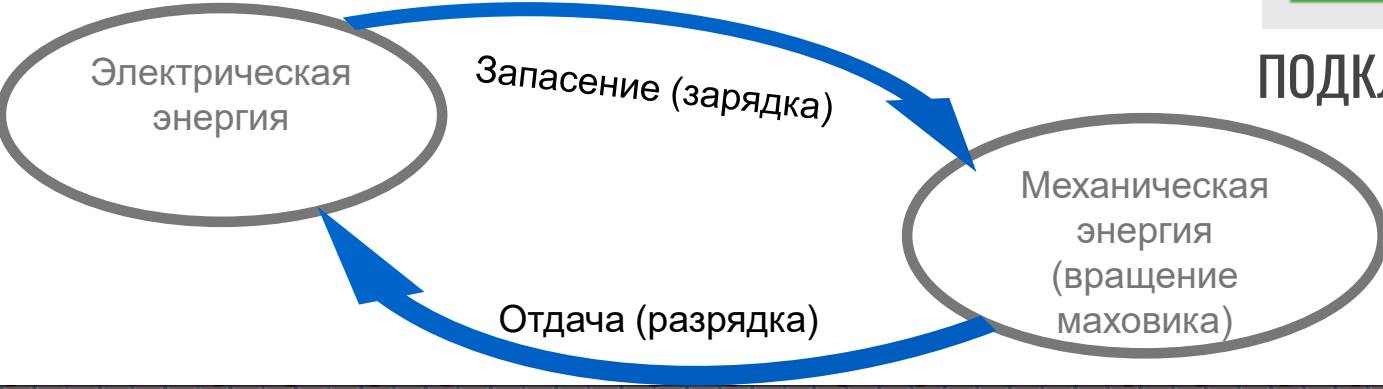 Электрическая
энергия
Запасение (зарядка)
Механическая
энергия
(вращение
маховика)
Отдача (разрядка)